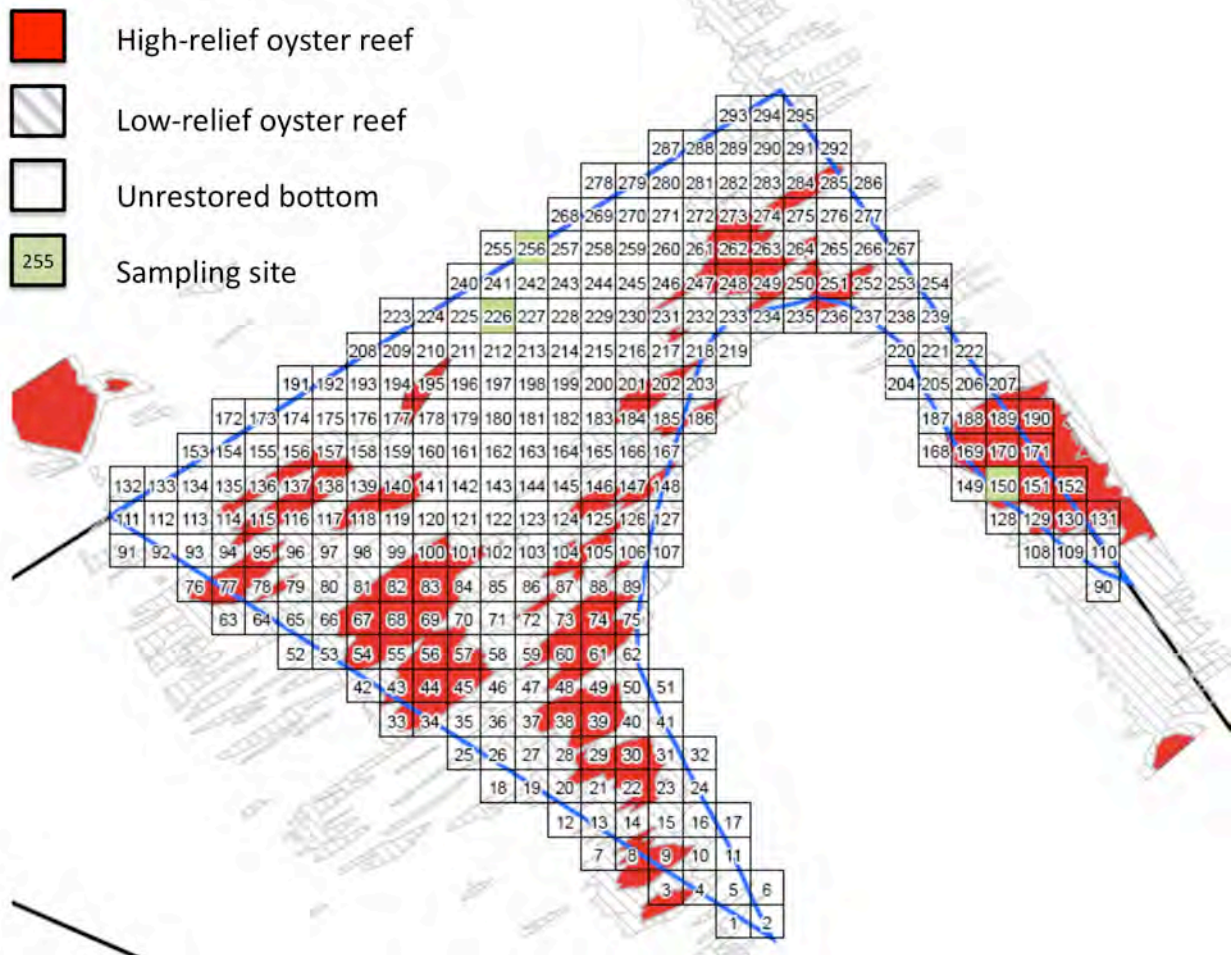 High-relief oyster reef
Low-relief oyster reef
Unrestored bottom
255
Sampling site
293 294 295
287 288 289 290 291 292
278 279 280 281 282 283 284 285 286
268 269 270 271 272 273 274 275 276 277
255 256 257 258 259 260 261 262 263 264 265 266 267
240 241 242 243 244 245 246 247 248 249 250 251 252 253 254
223 224 225 226 227 228 229 230 231 232 233 234 235 236 237 238 239
208 209 210 211 212 213 214 215 216 217 218 219 220 221 222
191 192 193 194 195 196 197 198 199 200 201 202 203 204 205 206 207
172 173 174 175 176 177 178 179 180 181 182 183 184 185 186 187 188 189 190
153 154 155 156 157 158 159 160 161 162 163 164 165 166 167 168 169 170 171
132 133 134 135 136 137 138 139 140 141 142 143 144 145 146 147 148 149 150 151 152
111 112 113 114 115 116 117 118 119 120 121 122 123 124 125 126 127 128 129 130 131
91 92 93 94 95 96 97 98 99 100 101 102 103 104 105 106 107 108 109 110
76 77 78 79 80 81 82 83 84 85 86 87 88 89 90
63 64 65 66 67 68 69 70 71 72 73 74 75
52 53 54 55 56 57 58 59 60 61 62
42 43 44 45 46 47 48 49 50 51
33 34 35 36 37 38 39 40 41
25 26 27 28 29 30 31 32
18 19 20 21 22 23 24
12 13 14 15 16 17
7 8 9 10 11
3 4 5 6
1 2